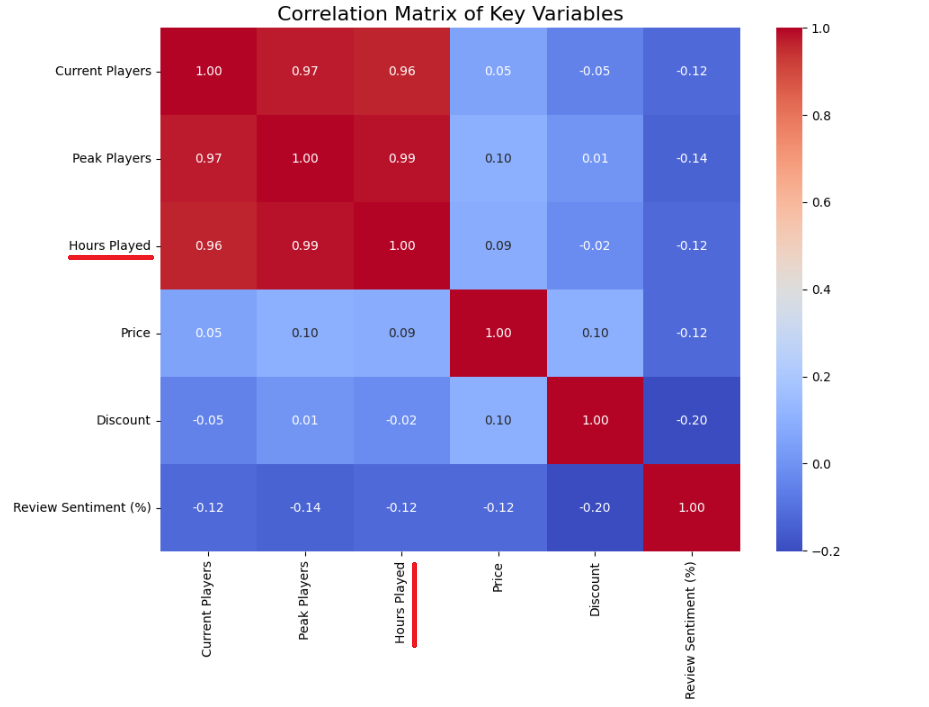 Correlation Matrix of Key Variables
Current Players 1.00 0.97 0.96 0.05 -0.05 -0.12
Peak Players 0.97 1.00 0.99 0.10 0.01 -0.14
Hours Played 0.96 0.99 1.00 0.09 -0.02 -0.12
Price 0.05 0.10 0.09 1.00 0.10 -0.12
Discount -0.05 0.01 -0.02 0.10 1.00 -0.20
Review Sentiment (%) -0.12 -0.14 -0.12 -0.12 -0.20 1.00
Current Players
Peak Players
Hours Played
Price
Discount
Review Sentiment (%)
1.0
0.8
0.6
0.4
0.2
0.0
−0.2